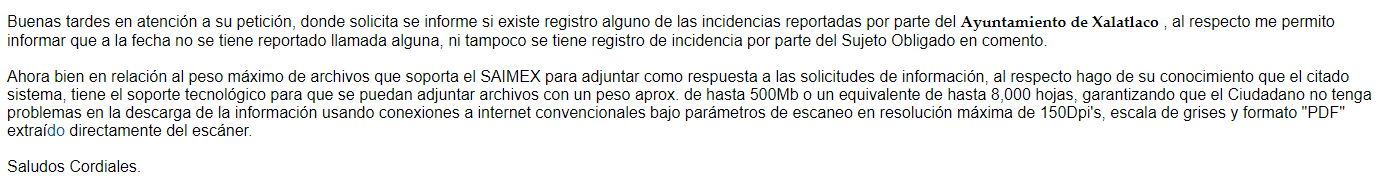 Buenas tardes en atención a su petición, donde solicita se informe si existe registro alguno de las incidencias reportadas por parte del Ayuntamiento de Xalatlaco , al respecto me permito
informar que a la fecha no se tiene reportado llamada alguna, ni tampoco se tiene registro de incidencia por parte del Sujeto Obligado en comento.
Ahora bien en relación al peso máximo de archivos que soporta el SAIMEX para adjuntar como respuesta a las solicitudes de información, al respecto hago de su conocimiento que el citado
sistema, tiene el soporte tecnológico para que se puedan adjuntar archivos con un peso aprox. de hasta 500Mb o un equivalente de hasta 8,000 hojas, garantizando que el Ciudadano no tenga
problemas en la descarga de la información usando conexiones a internet convencionales bajo parámetros de escaneo en resolución máxima de 150Dpi's, escala de grises y formato "PDF"
extraído directamente del escáner.
Saludos Cordiales.